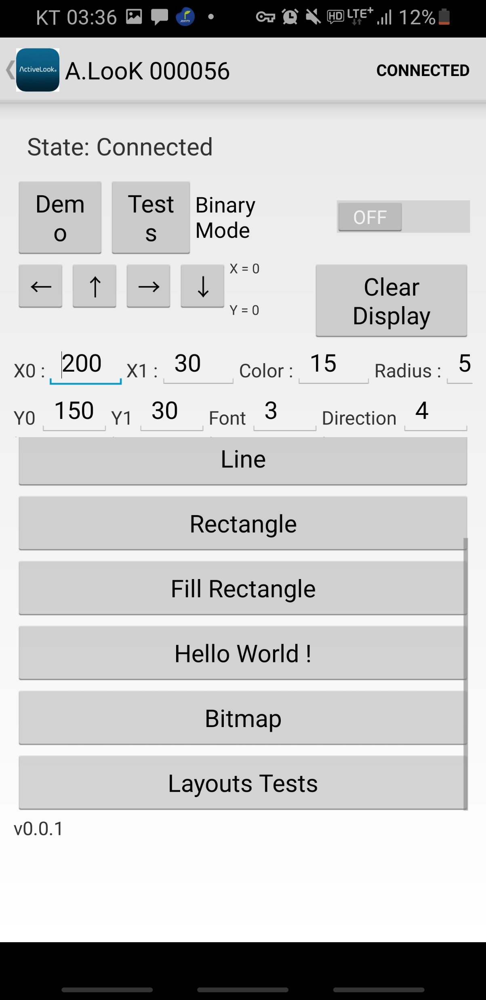 KT 03:36 Joara HD LTE+ 12%
ActiveLook. A.LooK 000056 CONNECTED
State: Connected
Dem
o
Test
s
Binary
Mode
OFF
← ↑ → ↓
X = 0
Y = 0
Clear
Display
X0 : 200 X1 : 30 Color : 15 Radius : 5
Y0 150 Y1 30 Font 3 Direction 4
Line
Rectangle
Fill Rectangle
Hello World !
Bitmap
Layouts Tests
v0.0.1